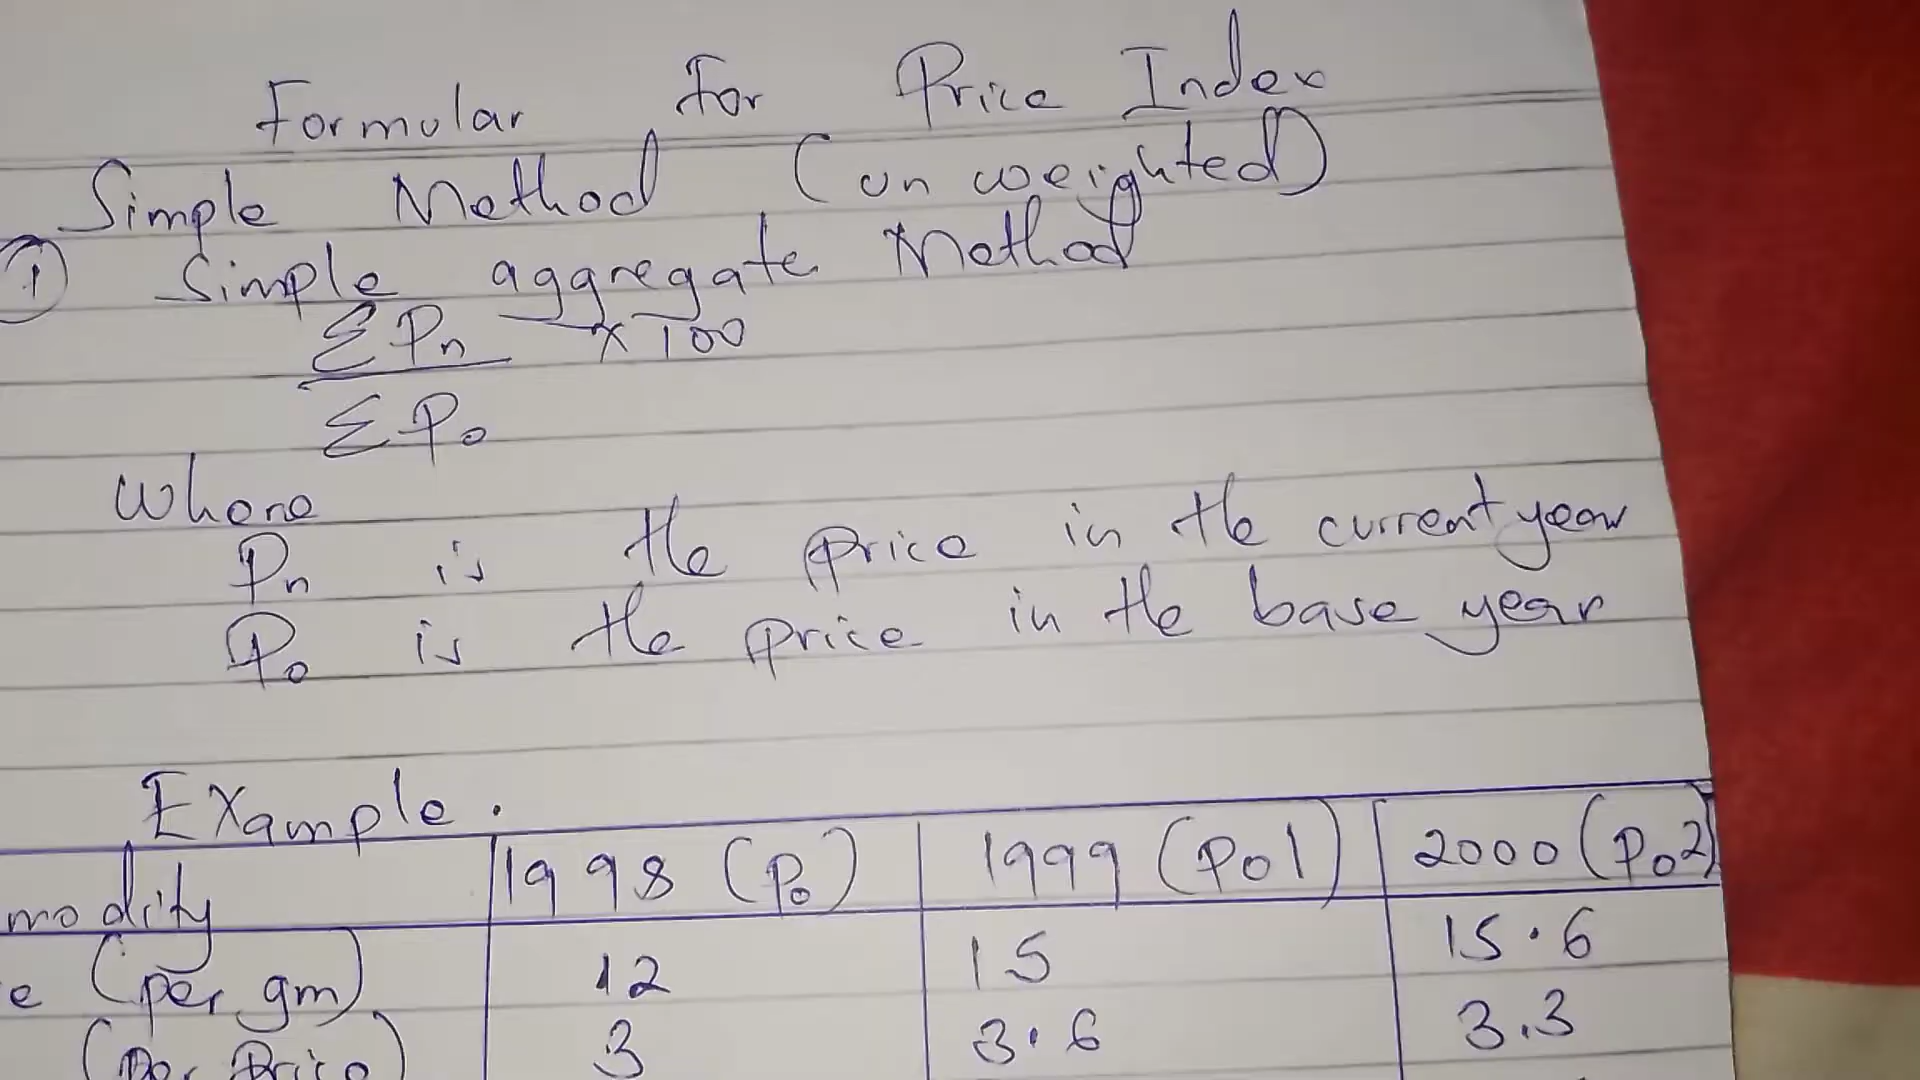 Formular For Price Index
Simple Method (un weighted)
① Simple aggregate Method
ΣPn × 100
ΣPo
Where
Pn is the price in the current year
Po is the price in the base year
Example.
modity 1998 (Po) 1999 (Po1) 2000 (Po2)
e (per gm) 12 15 15.6
(per Price) 3 3.6 3.3